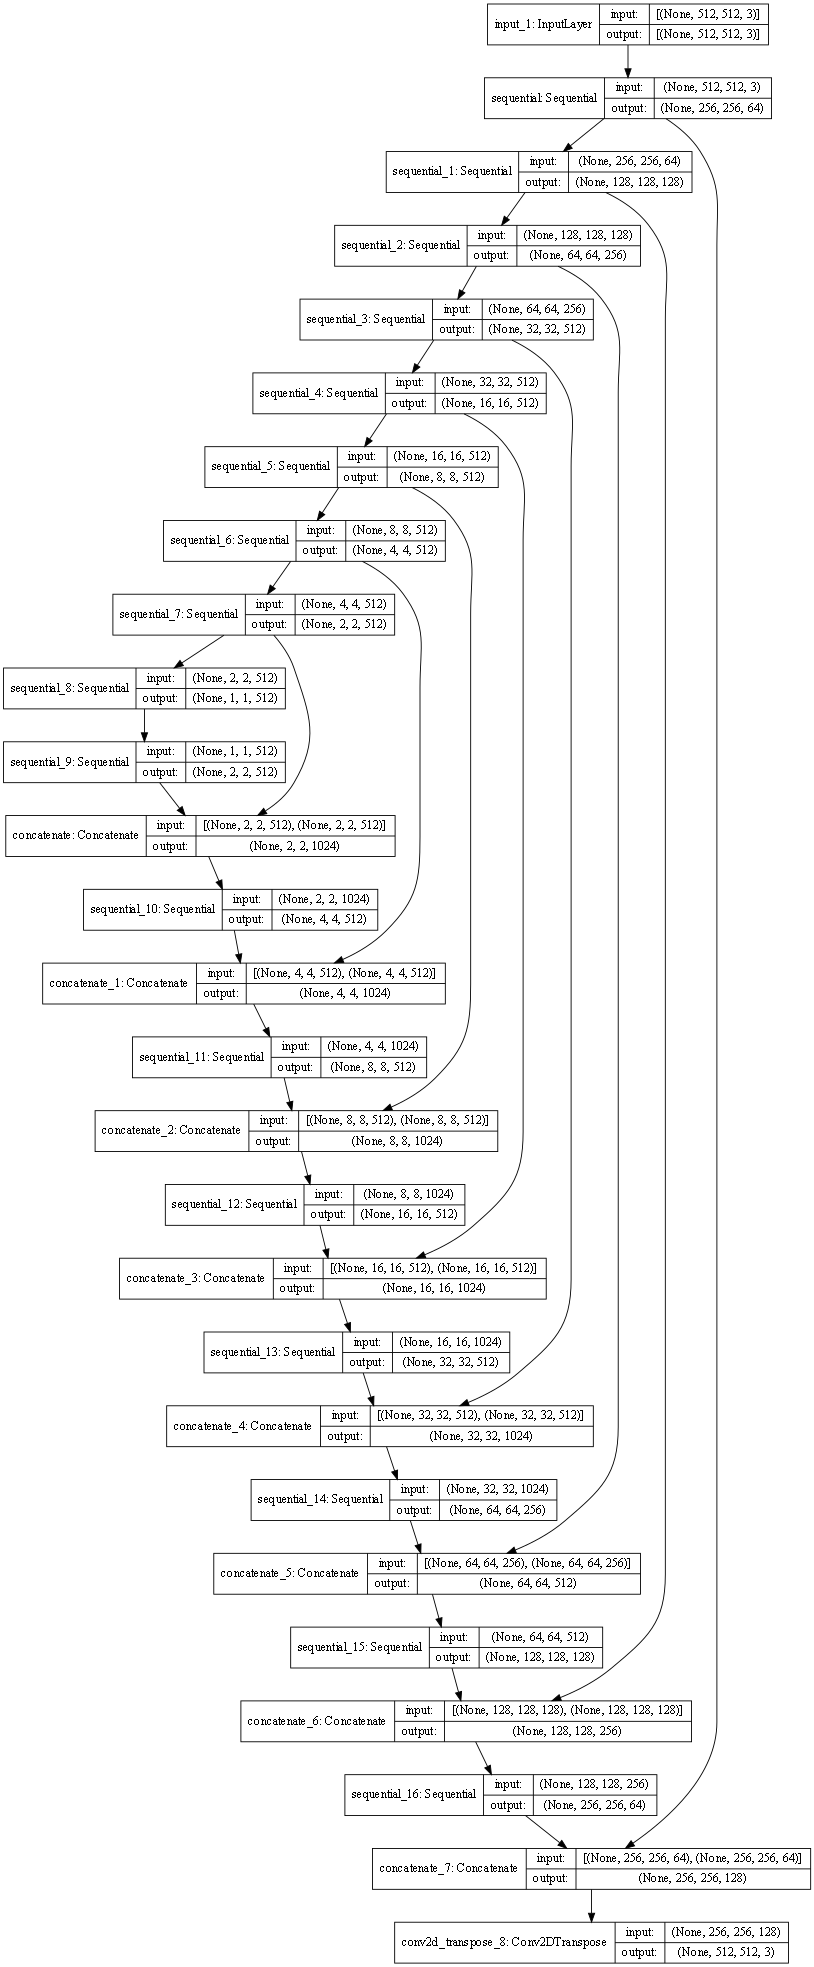 input_1: InputLayer
input: [(None, 512, 512, 3)]
output: [(None, 512, 512, 3)]
sequential: Sequential
input: (None, 512, 512, 3)
output: (None, 256, 256, 64)
sequential_1: Sequential
input: (None, 256, 256, 64)
output: (None, 128, 128, 128)
sequential_2: Sequential
input: (None, 128, 128, 128)
output: (None, 64, 64, 256)
sequential_3: Sequential
input: (None, 64, 64, 256)
output: (None, 32, 32, 512)
sequential_4: Sequential
input: (None, 32, 32, 512)
output: (None, 16, 16, 512)
sequential_5: Sequential
input: (None, 16, 16, 512)
output: (None, 8, 8, 512)
sequential_6: Sequential
input: (None, 8, 8, 512)
output: (None, 4, 4, 512)
sequential_7: Sequential
input: (None, 4, 4, 512)
output: (None, 2, 2, 512)
sequential_8: Sequential
input: (None, 2, 2, 512)
output: (None, 1, 1, 512)
sequential_9: Sequential
input: (None, 1, 1, 512)
output: (None, 2, 2, 512)
concatenate: Concatenate
input: [(None, 2, 2, 512), (None, 2, 2, 512)]
output: (None, 2, 2, 1024)
sequential_10: Sequential
input: (None, 2, 2, 1024)
output: (None, 4, 4, 512)
concatenate_1: Concatenate
input: [(None, 4, 4, 512), (None, 4, 4, 512)]
output: (None, 4, 4, 1024)
sequential_11: Sequential
input: (None, 4, 4, 1024)
output: (None, 8, 8, 512)
concatenate_2: Concatenate
input: [(None, 8, 8, 512), (None, 8, 8, 512)]
output: (None, 8, 8, 1024)
sequential_12: Sequential
input: (None, 8, 8, 1024)
output: (None, 16, 16, 512)
concatenate_3: Concatenate
input: [(None, 16, 16, 512), (None, 16, 16, 512)]
output: (None, 16, 16, 1024)
sequential_13: Sequential
input: (None, 16, 16, 1024)
output: (None, 32, 32, 512)
concatenate_4: Concatenate
input: [(None, 32, 32, 512), (None, 32, 32, 512)]
output: (None, 32, 32, 1024)
sequential_14: Sequential
input: (None, 32, 32, 1024)
output: (None, 64, 64, 256)
concatenate_5: Concatenate
input: [(None, 64, 64, 256), (None, 64, 64, 256)]
output: (None, 64, 64, 512)
sequential_15: Sequential
input: (None, 64, 64, 512)
output: (None, 128, 128, 128)
concatenate_6: Concatenate
input: [(None, 128, 128, 128), (None, 128, 128, 128)]
output: (None, 128, 128, 256)
sequential_16: Sequential
input: (None, 128, 128, 256)
output: (None, 256, 256, 64)
concatenate_7: Concatenate
input: [(None, 256, 256, 64), (None, 256, 256, 64)]
output: (None, 256, 256, 128)
conv2d_transpose_8: Conv2DTranspose
input: (None, 256, 256, 128)
output: (None, 512, 512, 3)